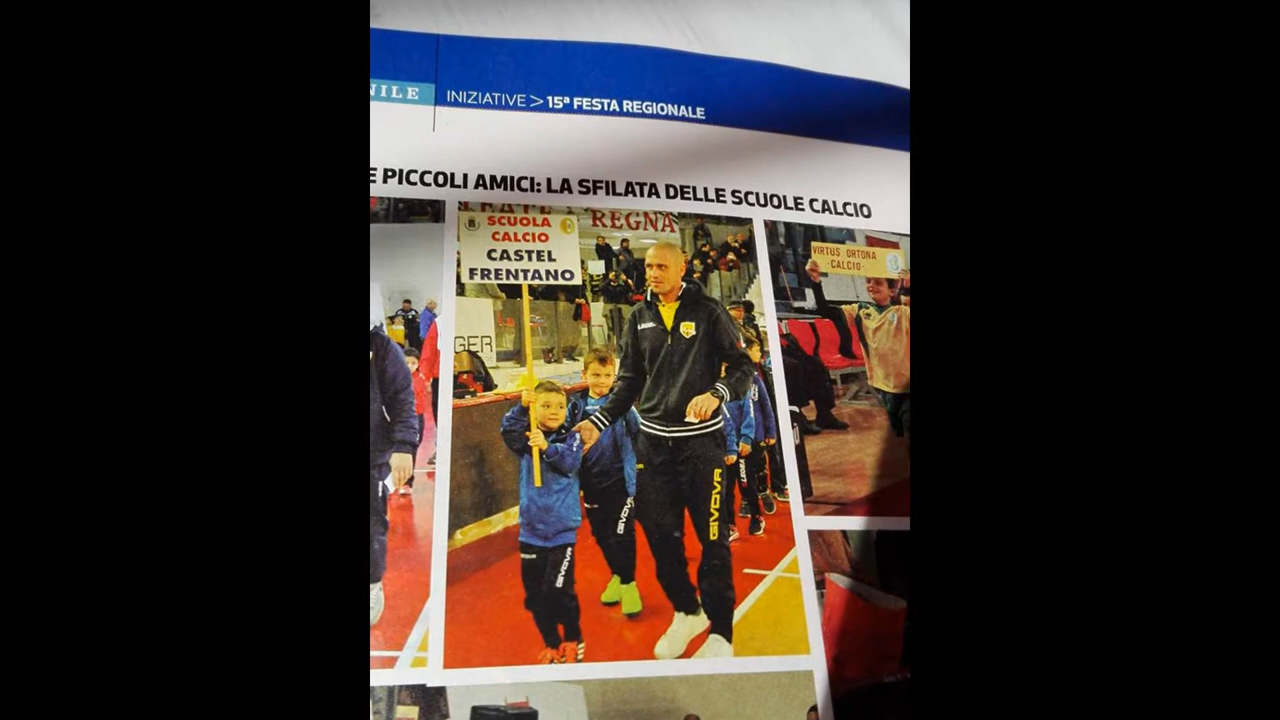 NILE
INIZIATIVE > 15ª FESTA REGIONALE
E PICCOLI AMICI: LA SFILATA DELLE SCUOLE CALCIO
REGNA
SCUOLA
CALCIO
CASTEL
FRENTANO
VIRTUS ORTONA
-CALCIO-
GER
GIVOVA
GIVOVA
GIVOVA